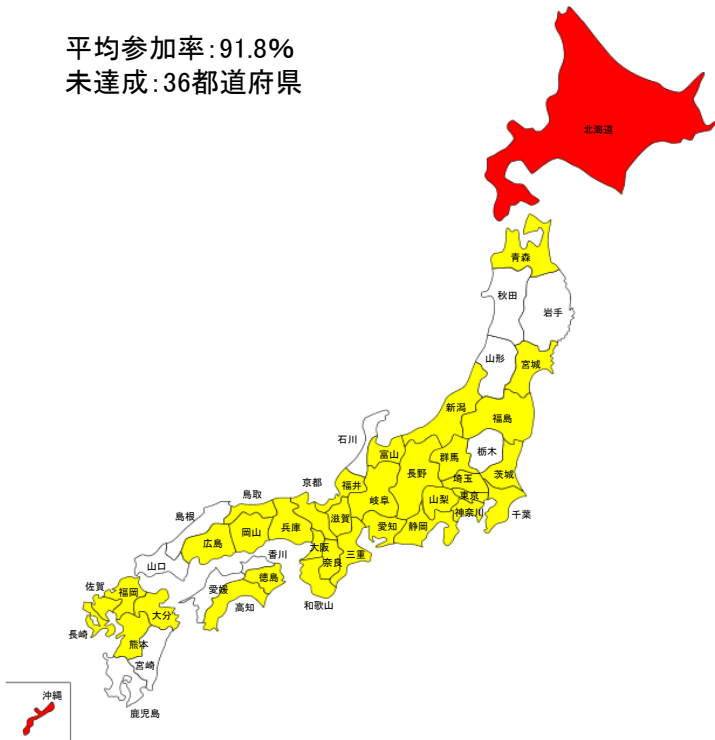 平均参加率:91.8%
未達成:36都道府県
北海道
青森
秋田
岩手
山形
宮城
新潟
福島
石川
富山
群馬
栃木
長野
茨城
埼玉
福井
京都
岐阜
山梨
東京
神奈川
千葉
鳥取
滋賀
愛知
静岡
島根
岡山
兵庫
広島
大阪
三重
奈良
香川
山口
徳島
愛媛
佐賀
福岡
高知
和歌山
大分
長崎
熊本
宮崎
沖縄
鹿児島